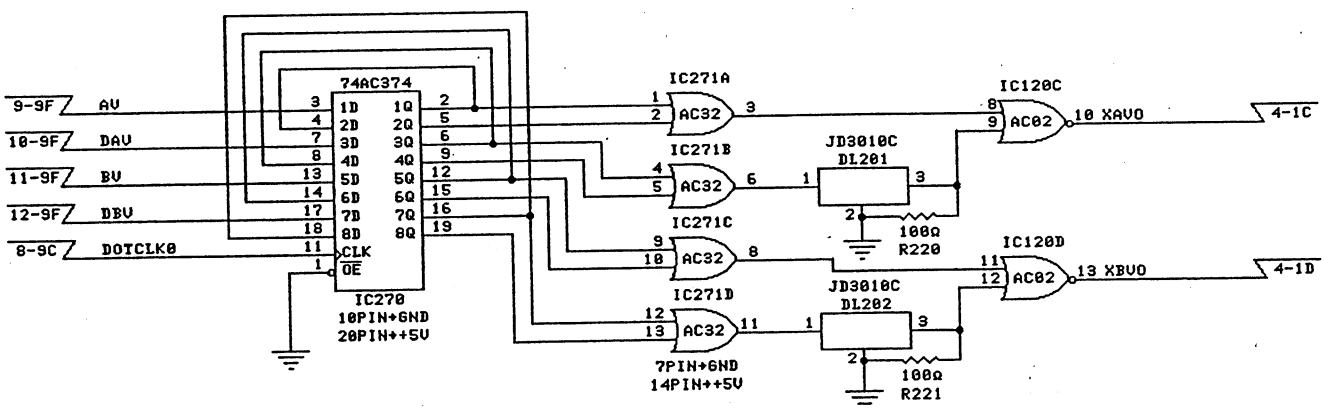 IC271A
74AC374
IC120C
9-9F AV 3 1D 1Q 2 1 AC32 3 8 AC02 10 XAVO 4-1C
4 2D 2Q 5 2 9
10-9F DAV 7 3D 3Q 6 IC271B JD3010C
8 4D 4Q 9 4 AC32 6 DL201
11-9F BV 13 5D 5Q 12 5 1 3
14 6D 6Q 15 2
12-9F DBV 17 7D 7Q 16 IC271C 100Ω
18 8D 8Q 19 9 AC32 8 R220 IC120D
8-9C DOTCLK0 11 CLK 10 11 AC02 13 XBVO 4-1D
1 OE 12
IC270 IC271D JD3010C
10PIN→GND 12 AC32 11 DL202
20PIN→+5V 13 1 3
7PIN→GND 2
14PIN→+5V 100Ω
R221